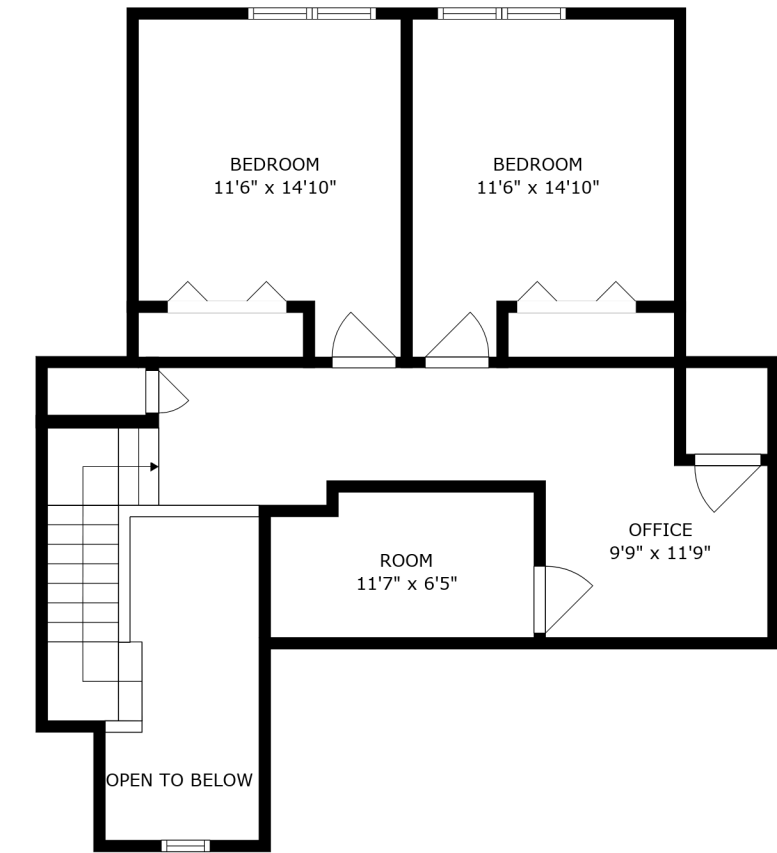 BEDROOM
11'6" x 14'10"
BEDROOM
11'6" x 14'10"
OFFICE
9'9" x 11'9"
ROOM
11'7" x 6'5"
OPEN TO BELOW